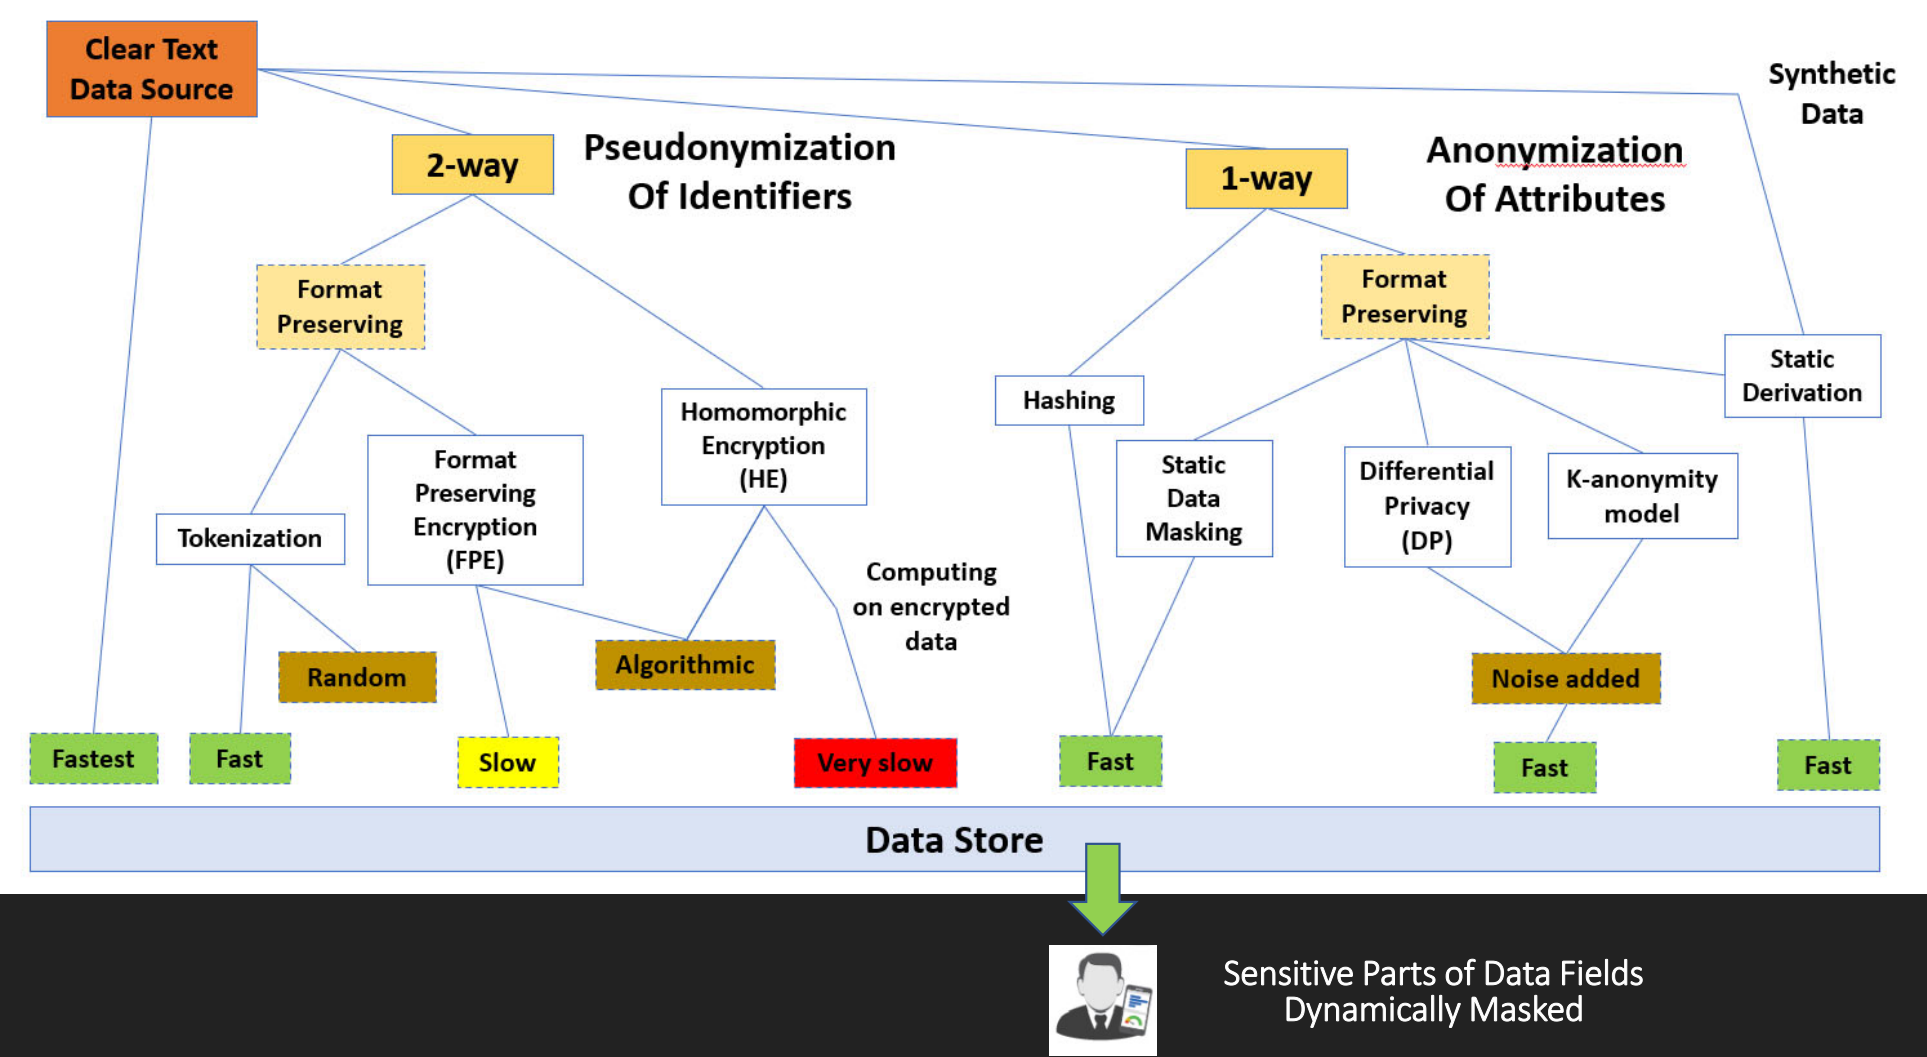 Clear Text
Data Source
Synthetic
Data
2-way
Pseudonymization
Of Identifiers
1-way
Anonymization
Of Attributes
Format
Preserving
Format
Preserving
Static
Derivation
Hashing
Homomorphic
Encryption
(HE)
Format
Preserving
Encryption
(FPE)
Static
Data
Masking
Differential
Privacy
(DP)
K-anonymity
model
Tokenization
Computing
on encrypted
data
Random
Algorithmic
Noise added
Fastest
Fast
Slow
Very slow
Fast
Fast
Fast
Data Store
Sensitive Parts of Data Fields
Dynamically Masked